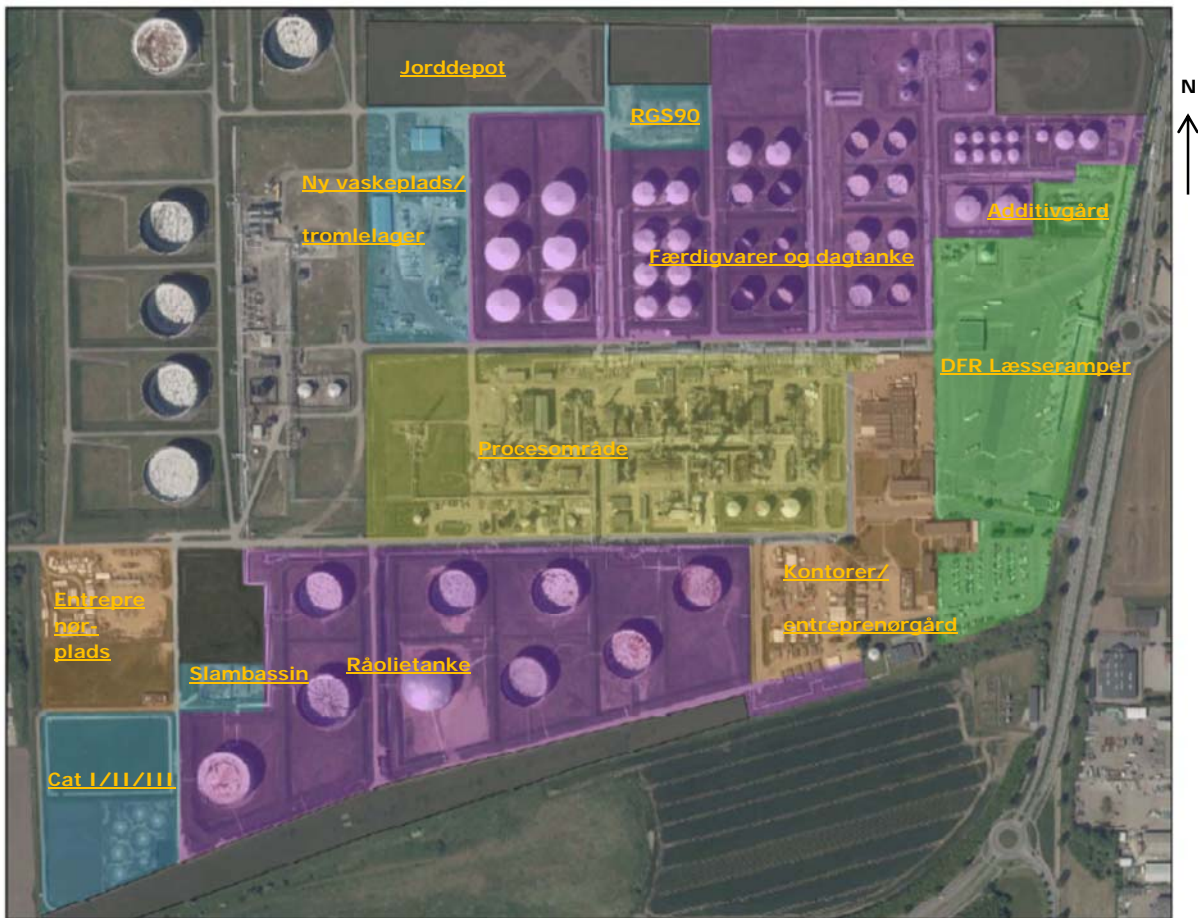 Jorddepot
N
RGS90
Ny vaskeplads/
tromlelager
Additivgård
Færdigvarer og dagtanke
DFR Læsseramper
Procesområde
Kontorer/
entreprenørgård
Entrepre
nør-
plads
Slambassin
Råolietanke
Cat I/II/III